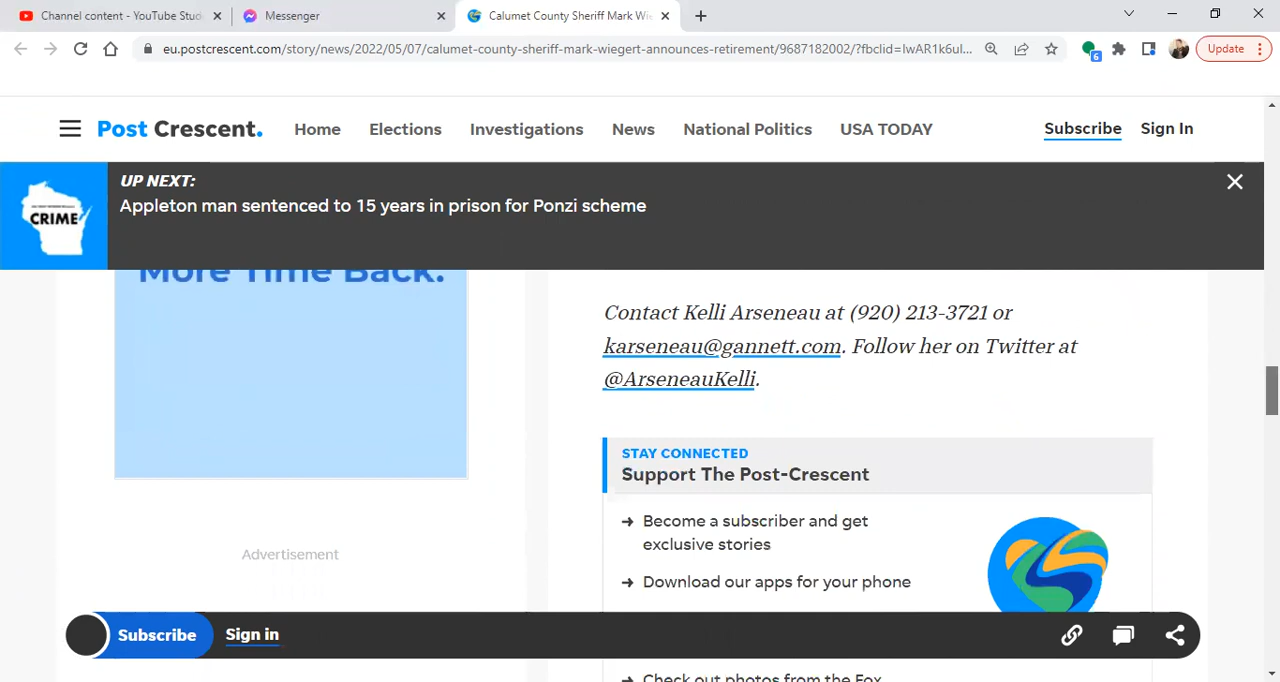 Channel content - YouTube Stud
Messenger
Calumet County Sheriff Mark Wie
eu.postcrescent.com/story/news/2022/05/07/calumet-county-sheriff-mark-wiegert-announces-retirement/9687182002/?fbclid=IwAR1k6ul...
6
Update
Post Crescent.
Home
Elections
Investigations
News
National Politics
USA TODAY
Subscribe
Sign In
CRIME
UP NEXT:
Appleton man sentenced to 15 years in prison for Ponzi scheme
More Time Back.
Contact Kelli Arseneau at (920) 213-3721 or
karseneau@gannett.com. Follow her on Twitter at
@ArseneauKelli.
STAY CONNECTED
Support The Post-Crescent
Become a subscriber and get
exclusive stories
Download our apps for your phone
Advertisement
Subscribe
Sign in
Check out photos from the Fox